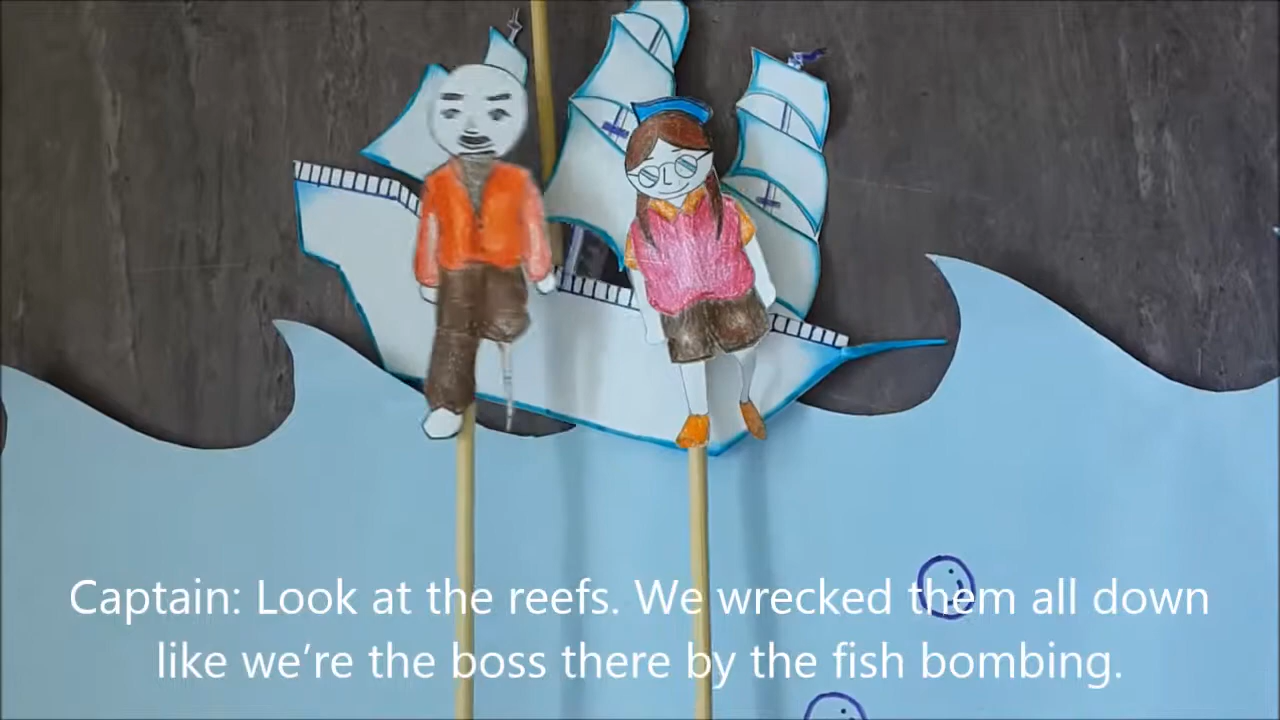 Captain: Look at the reefs. We wrecked them all down
like we’re the boss there by the fish bombing.